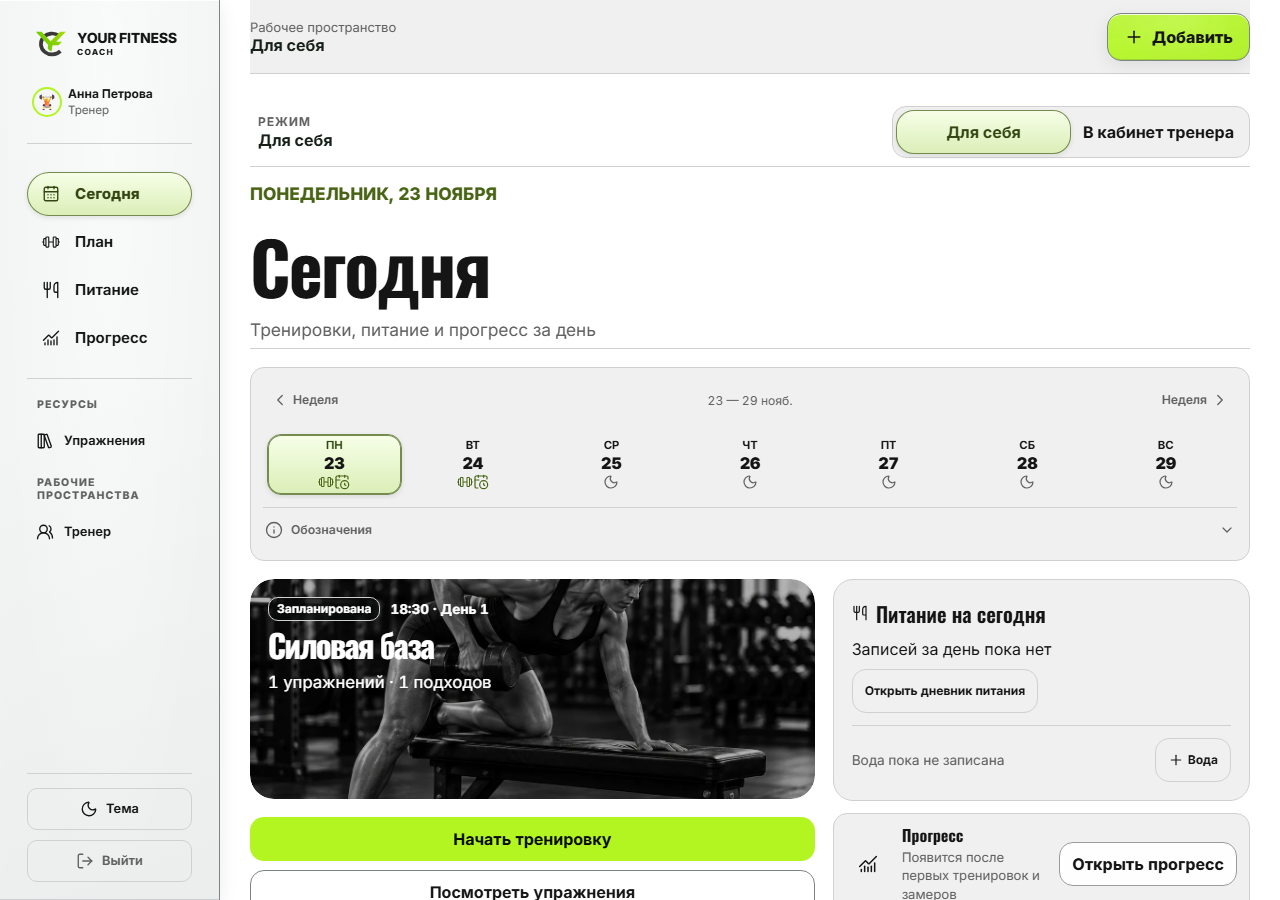 YOUR FITNESS
COACH
Анна Петрова
Тренер
Сегодня
План
Питание
Прогресс
РЕСУРСЫ
Упражнения
РАБОЧИЕ
ПРОСТРАНСТВА
Тренер
Тема
Выйти
Рабочее пространство
Для себя
Добавить
РЕЖИМ
Для себя
Для себя
В кабинет тренера
ПОНЕДЕЛЬНИК, 23 НОЯБРЯ
Сегодня
Тренировки, питание и прогресс за день
Неделя
23 — 29 нояб.
Неделя
ПН
23
ВТ
24
СР
25
ЧТ
26
ПТ
27
СБ
28
ВС
29
Обозначения
Запланирована 18:30 · День 1
Силовая база
1 упражнений · 1 подходов
Начать тренировку
Посмотреть упражнения
Питание на сегодня
Записей за день пока нет
Открыть дневник питания
Вода пока не записана
Вода
Прогресс
Появится после
первых тренировок и
замеров
Открыть прогресс